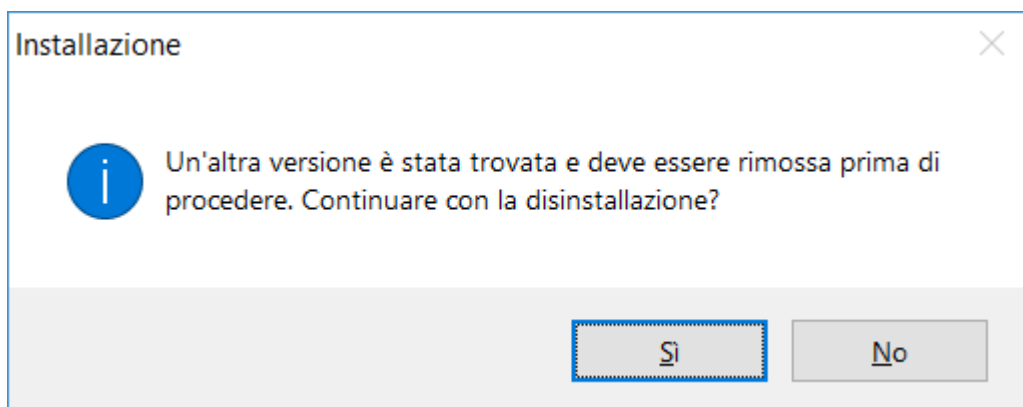 Installazione
Un'altra versione è stata trovata e deve essere rimossa prima di
procedere. Continuare con la disinstallazione?
Sì
No